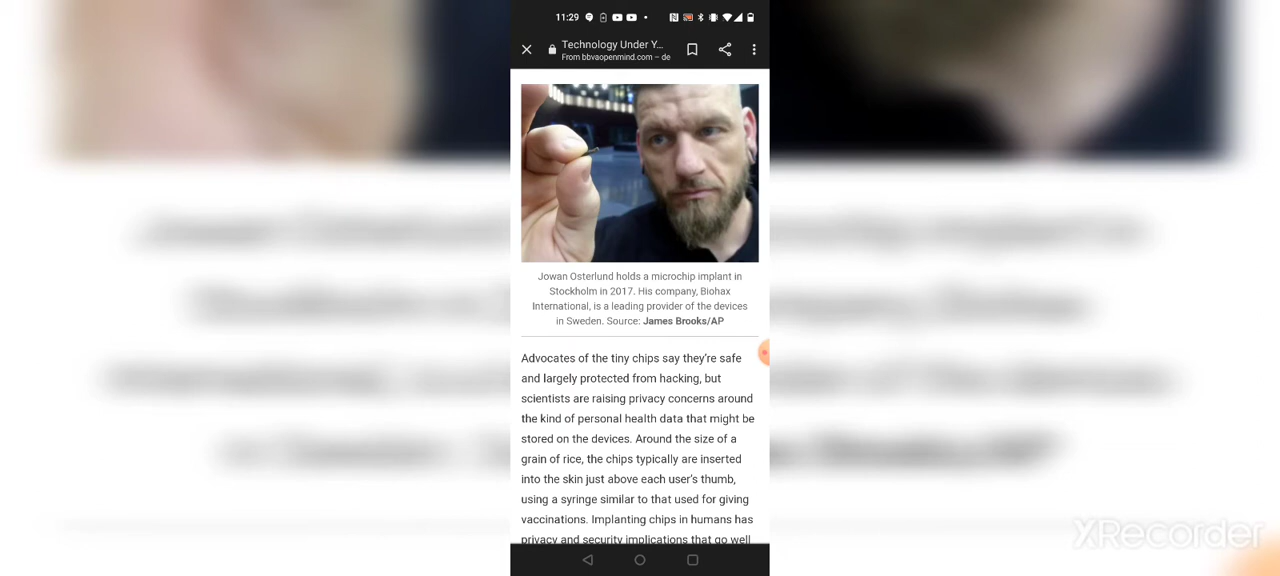 11:29
Technology Under Y...
From bbvaopenmind.com – de
Jowan Osterlund holds a microchip implant in
Stockholm in 2017. His company, Biohax
International, is a leading provider of the devices
in Sweden. Source: James Brooks/AP
Advocates of the tiny chips say they're safe
and largely protected from hacking, but
scientists are raising privacy concerns around
the kind of personal health data that might be
stored on the devices. Around the size of a
grain of rice, the chips typically are inserted
into the skin just above each user's thumb,
using a syringe similar to that used for giving
vaccinations. Implanting chips in humans has
privacy and security implications that go well
XRecorder